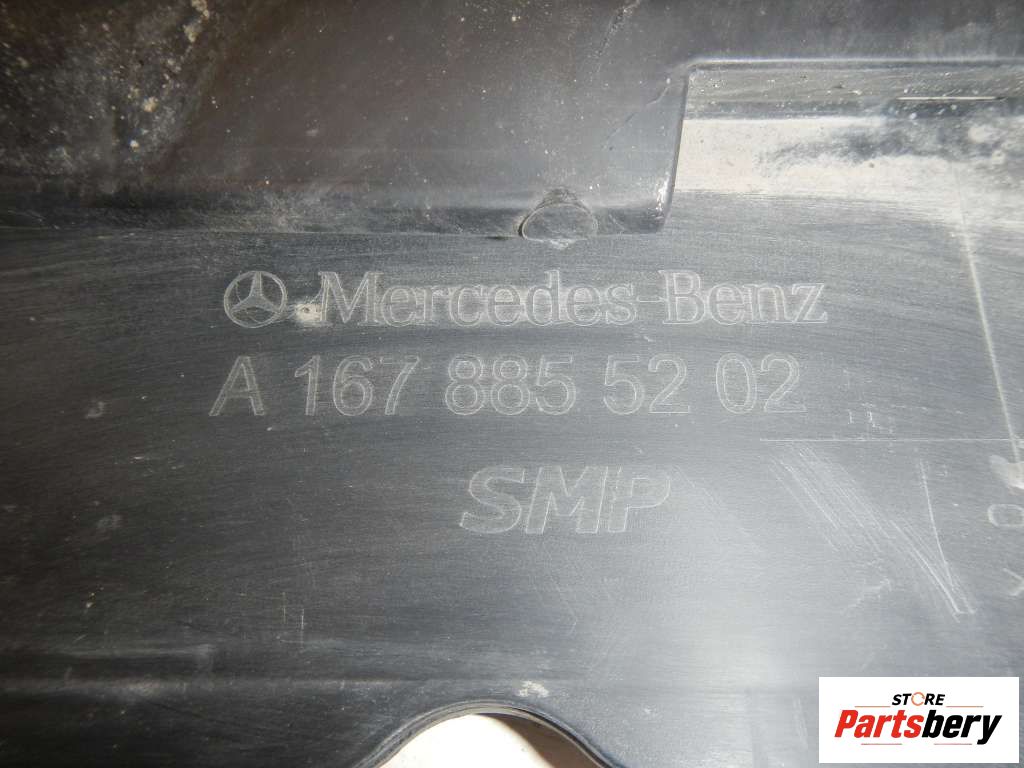 Mercedes-Benz
A 167 885 52 02
SMP
STORE
Partsbery